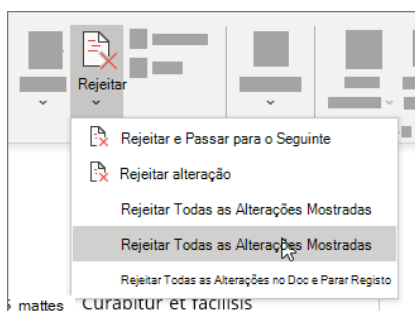 Rejeitar
Rejeitar e Passar para o Seguinte
Rejeitar alteração
Rejeitar Todas as Alterações Mostradas
Rejeitar Todas as Alterações Mostradas
Rejeitar Todas as Alterações no Doc e Parar Registo
mattes Curabitur et facilisis